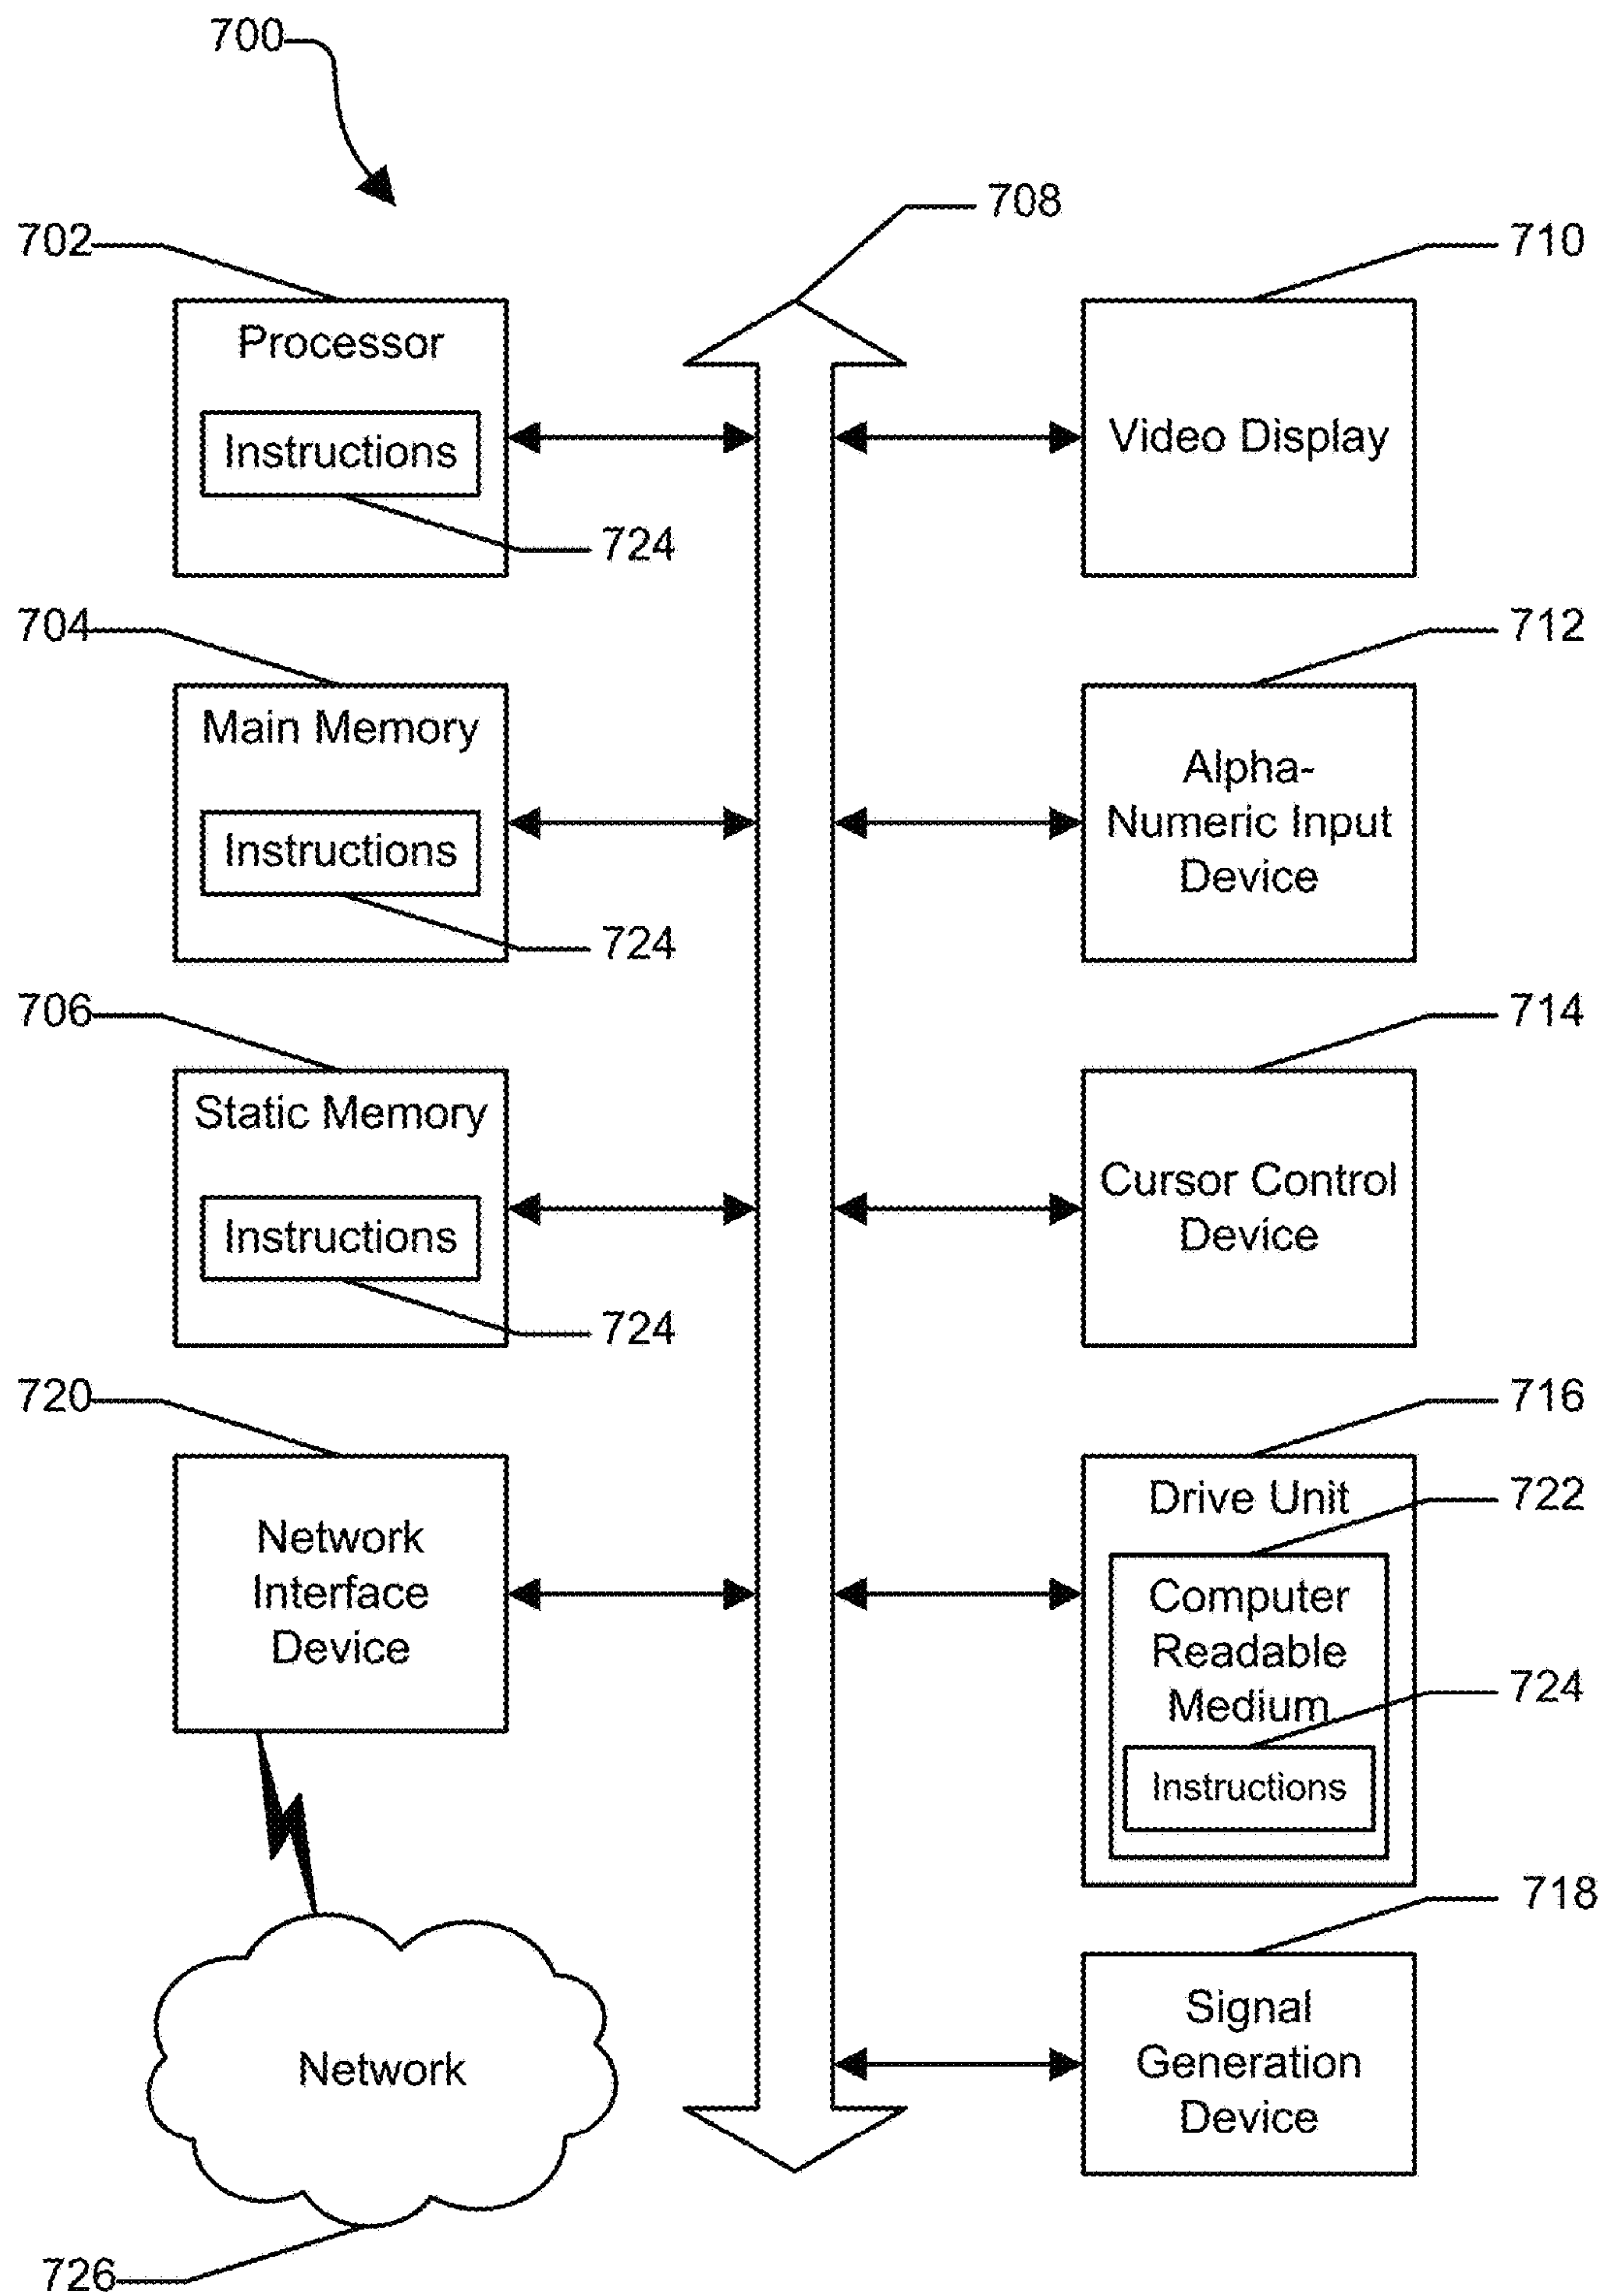 700
708
702
710
Processor
Instructions
724
Video Display
704
712
Main Memory
Instructions
724
Alpha-
Numeric Input
Device
706
714
Static Memory
Instructions
724
Cursor Control
Device
720
716
Network
Interface
Device
Drive Unit
722
Computer
Readable
Medium
724
Instructions
718
Signal
Generation
Device
Network
726